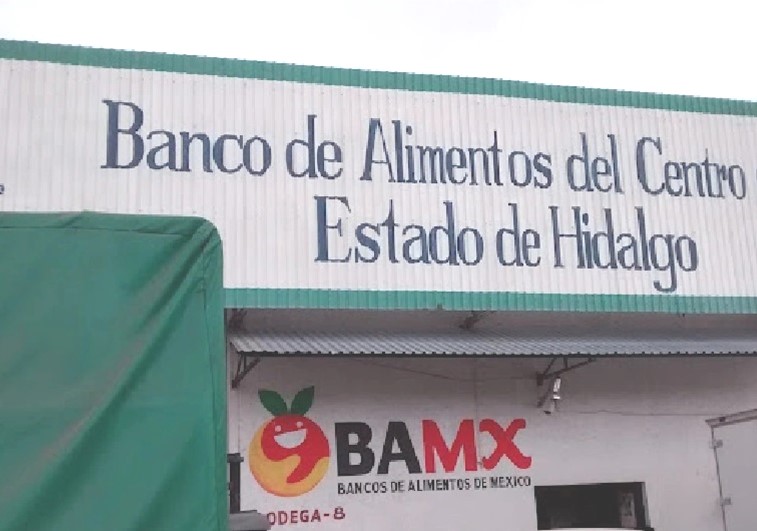 Banco de Alimentos del Centro
Estado de Hidalgo
BAMX
BANCOS DE ALIMENTOS DE MEXICO
ODEGA-8